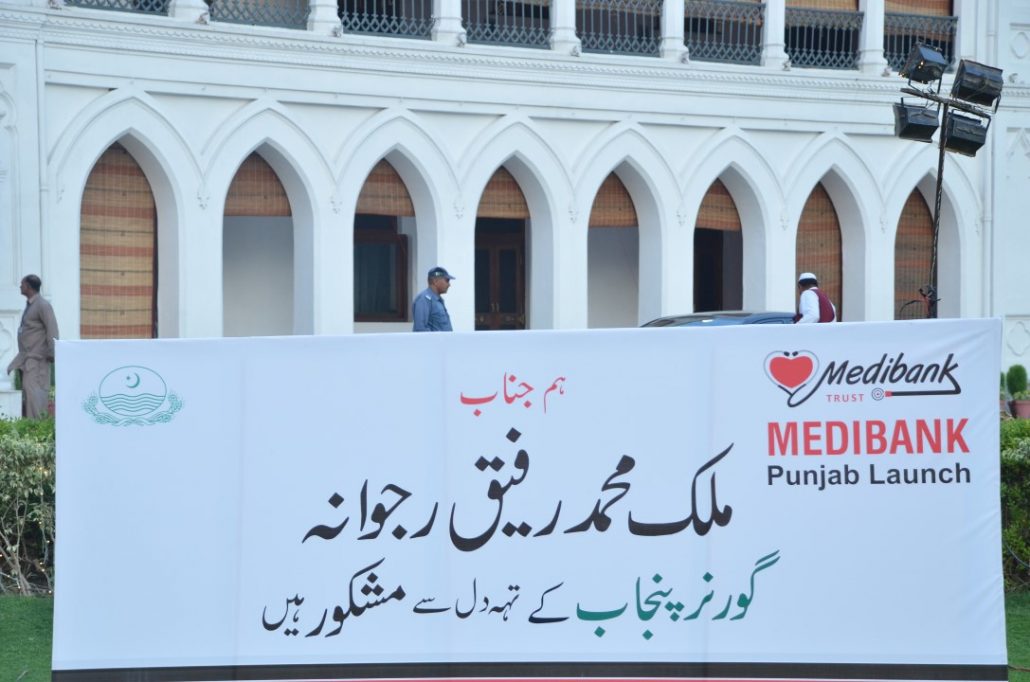 Medibank
TRUST
MEDIBANK
Punjab Launch
ہم جناب
ملک محمد رفیق رجوانہ
گورنر پنجاب کے تہہ دل سے مشکور ہیں